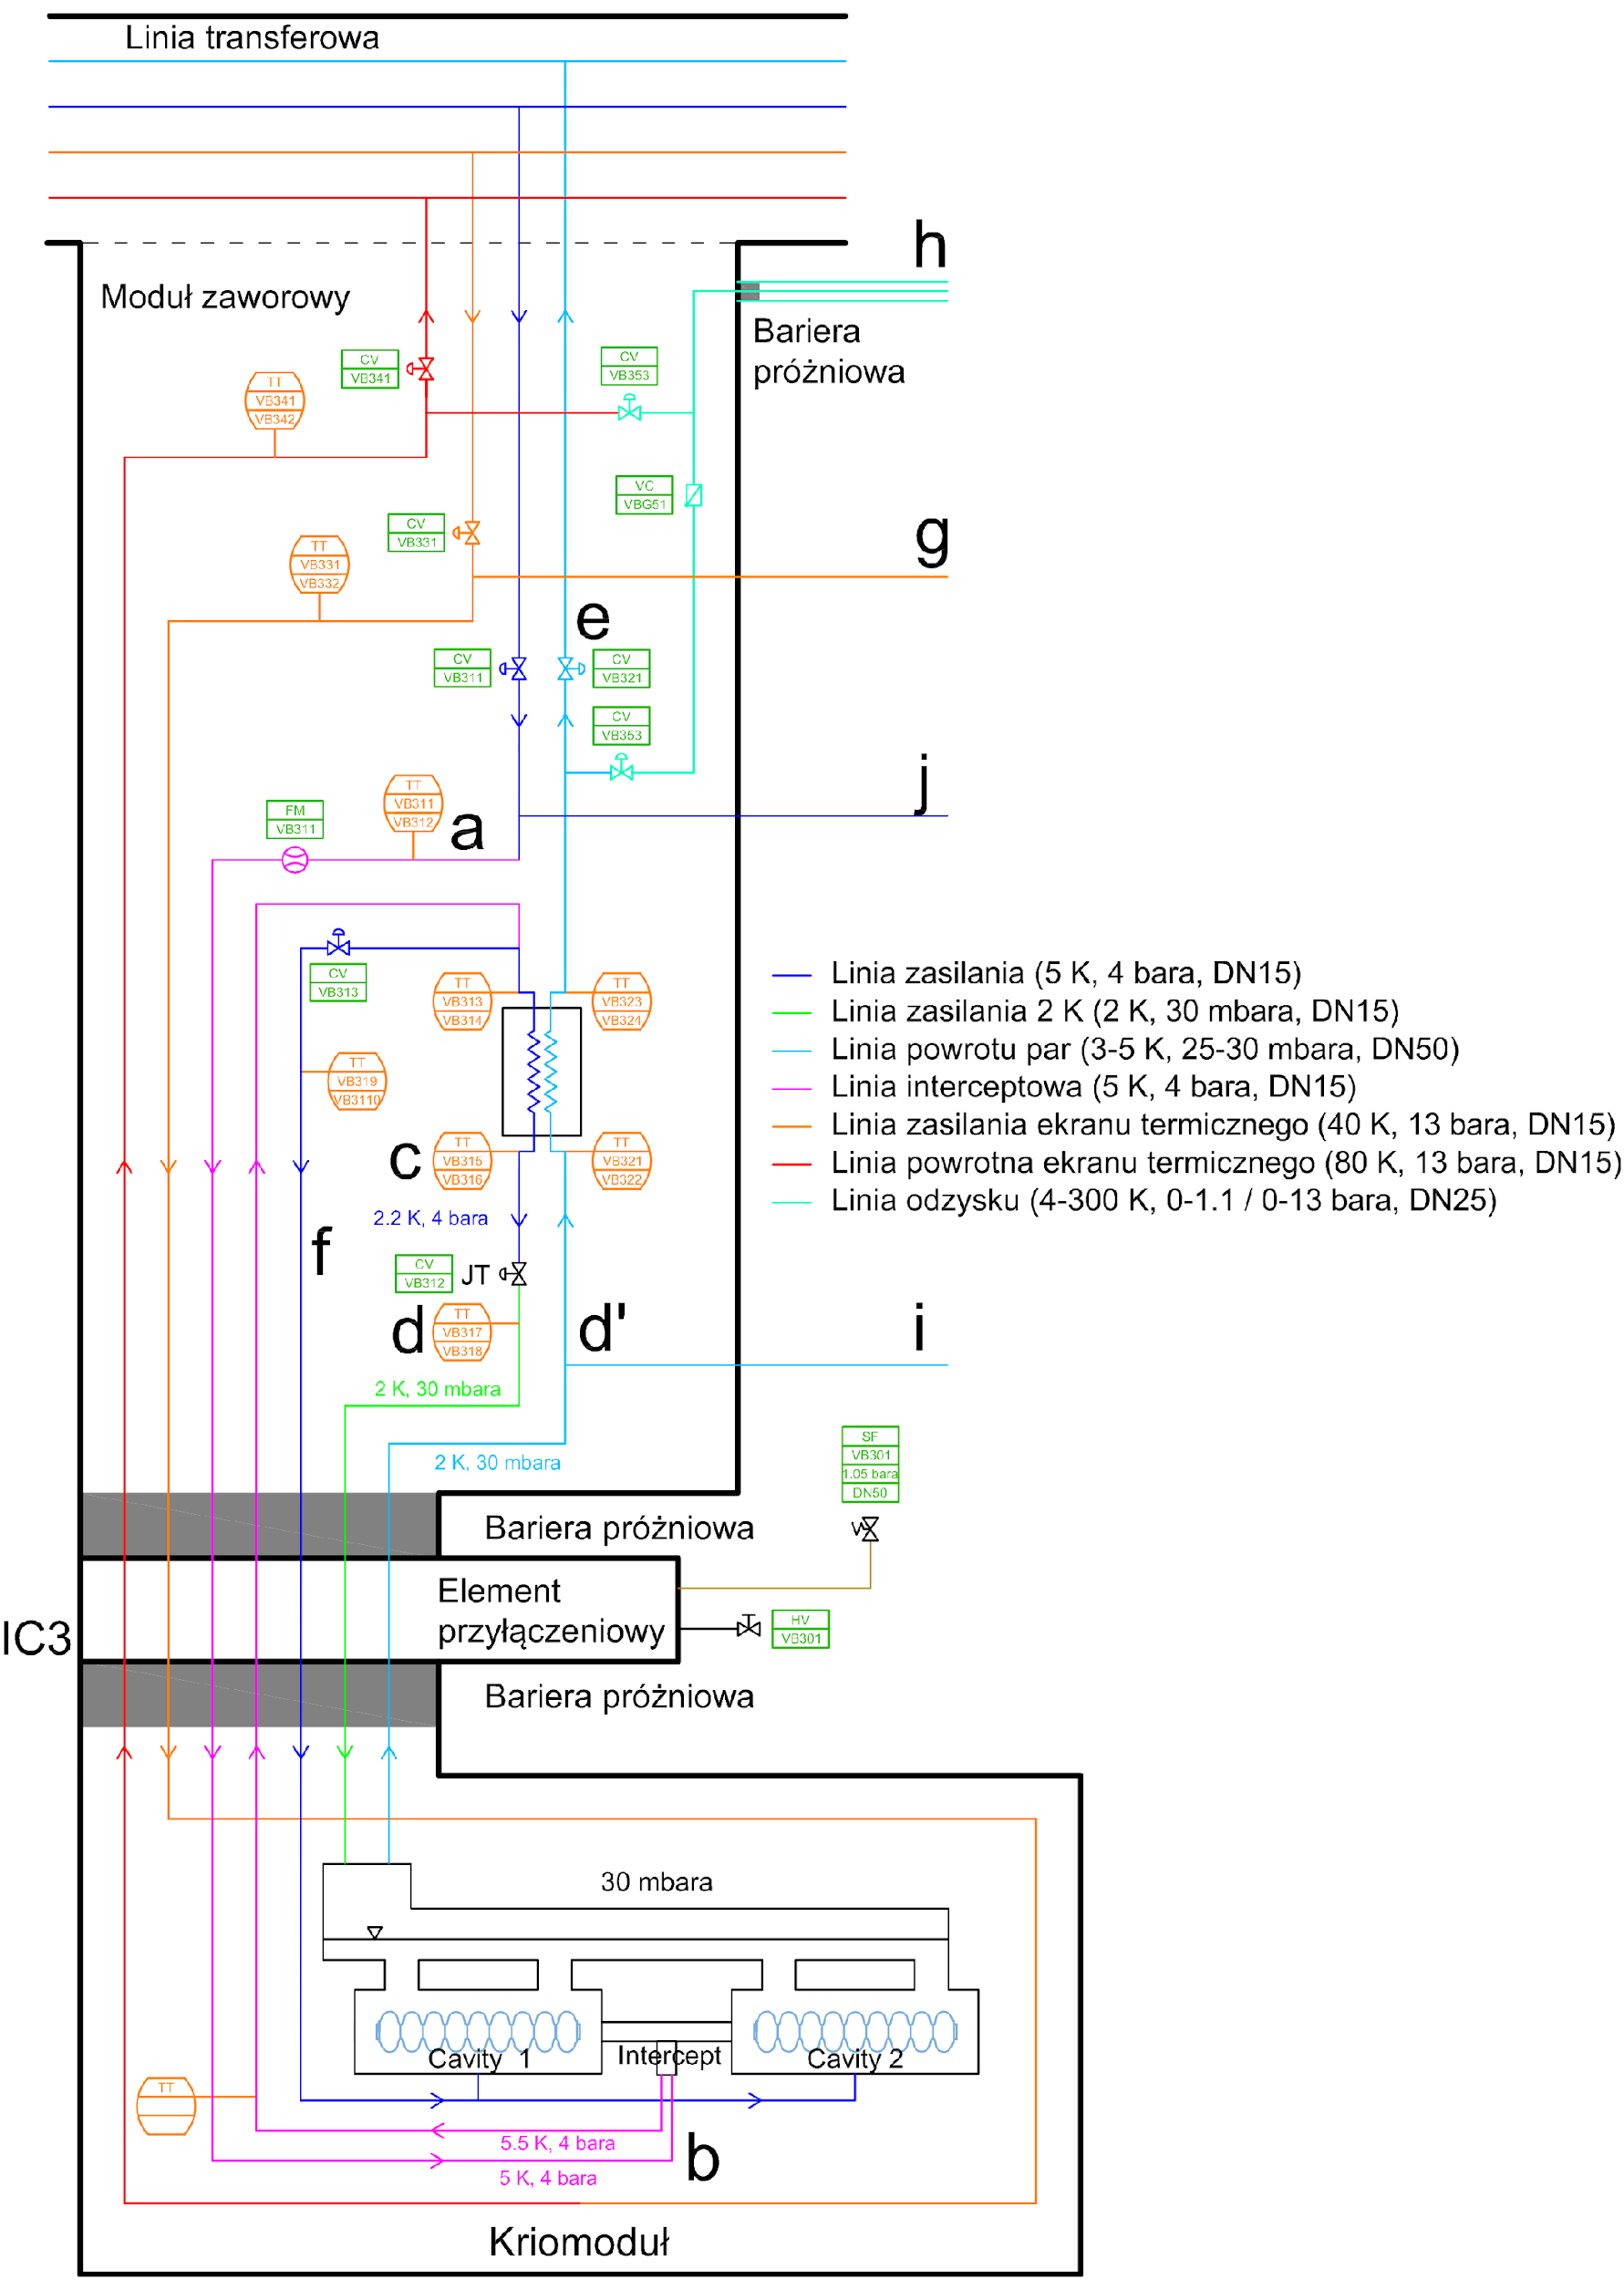 Linia transferowa
h
Moduł zaworowy
Bariera
próżniowa
CV
VB341
CV
VB353
TT
VB341
VB342
VC
VBG51
CV
VB331
g
TT
VB331
VB332
e
CV
VB311
CV
VB321
CV
VB353
j
TT
VB311
VB312
a
FM
VB311
CV
VB313
TT
VB313
VB314
TT
VB323
VB324
Linia zasilania (5 K, 4 bara, DN15)
Linia zasilania 2 K (2 K, 30 mbara, DN15)
Linia powrotu par (3-5 K, 25-30 mbara, DN50)
Linia interceptowa (5 K, 4 bara, DN15)
Linia zasilania ekranu termicznego (40 K, 13 bara, DN15)
Linia powrotna ekranu termicznego (80 K, 13 bara, DN15)
Linia odzysku (4-300 K, 0-1.1 / 0-13 bara, DN25)
TT
VB319
VB3110
c
TT
VB315
VB316
TT
VB321
VB322
2.2 K, 4 bara
f
CV
VB312
JT
d
TT
VB317
VB318
d'
i
2 K, 30 mbara
2 K, 30 mbara
SF
VB301
1.05 bara
DN50
Bariera próżniowa
Element
przyłączeniowy
HV
VB301
IC3
Bariera próżniowa
30 mbara
Cavity 1
Intercept
Cavity 2
TT
5.5 K, 4 bara
b
5 K, 4 bara
Kriomoduł